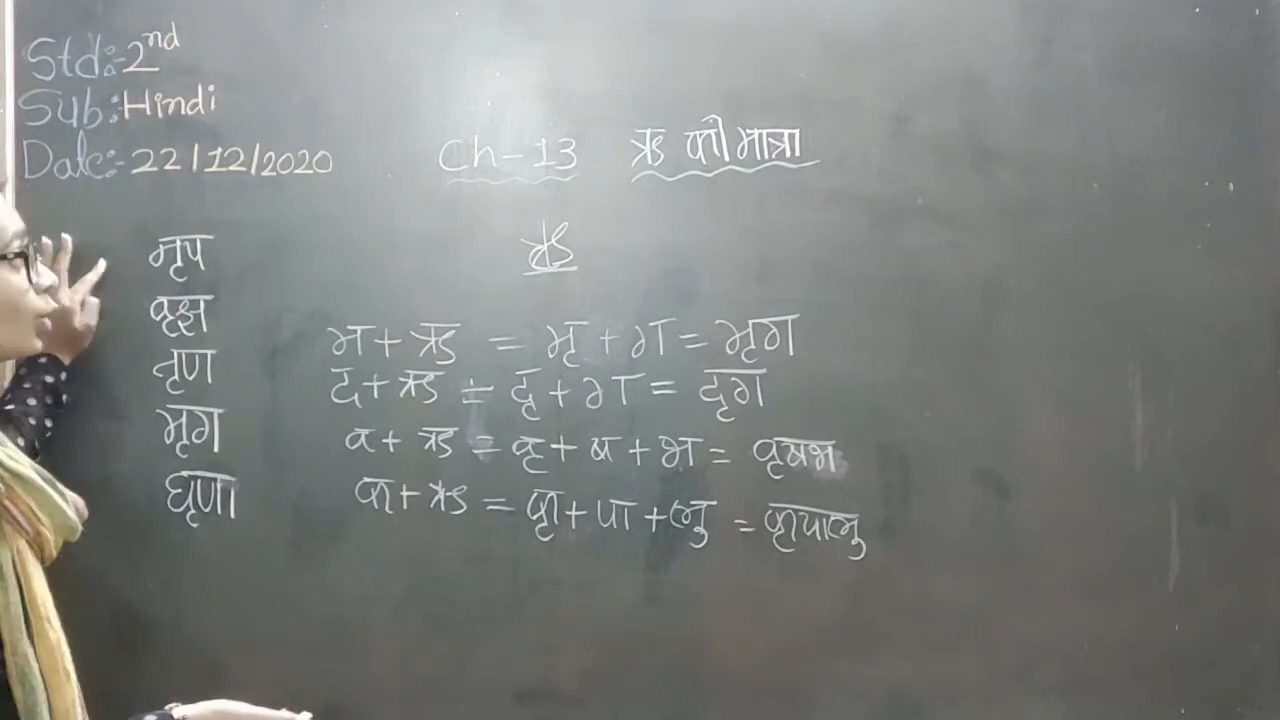 Std:-2nd
Sub:Hindi
Date:-22/12/2020
Ch-13 ऋ की मात्रा
ऋ
नृप
वृक्ष
तृण
मृग
घृणा
म+ऋ = मृ+ग=मृग
द+ऋ = दृ+ग= दृग
व+ऋ = वृ+ष+भ= वृषभ
क+ऋ = कृ+पा+लु = कृपालु